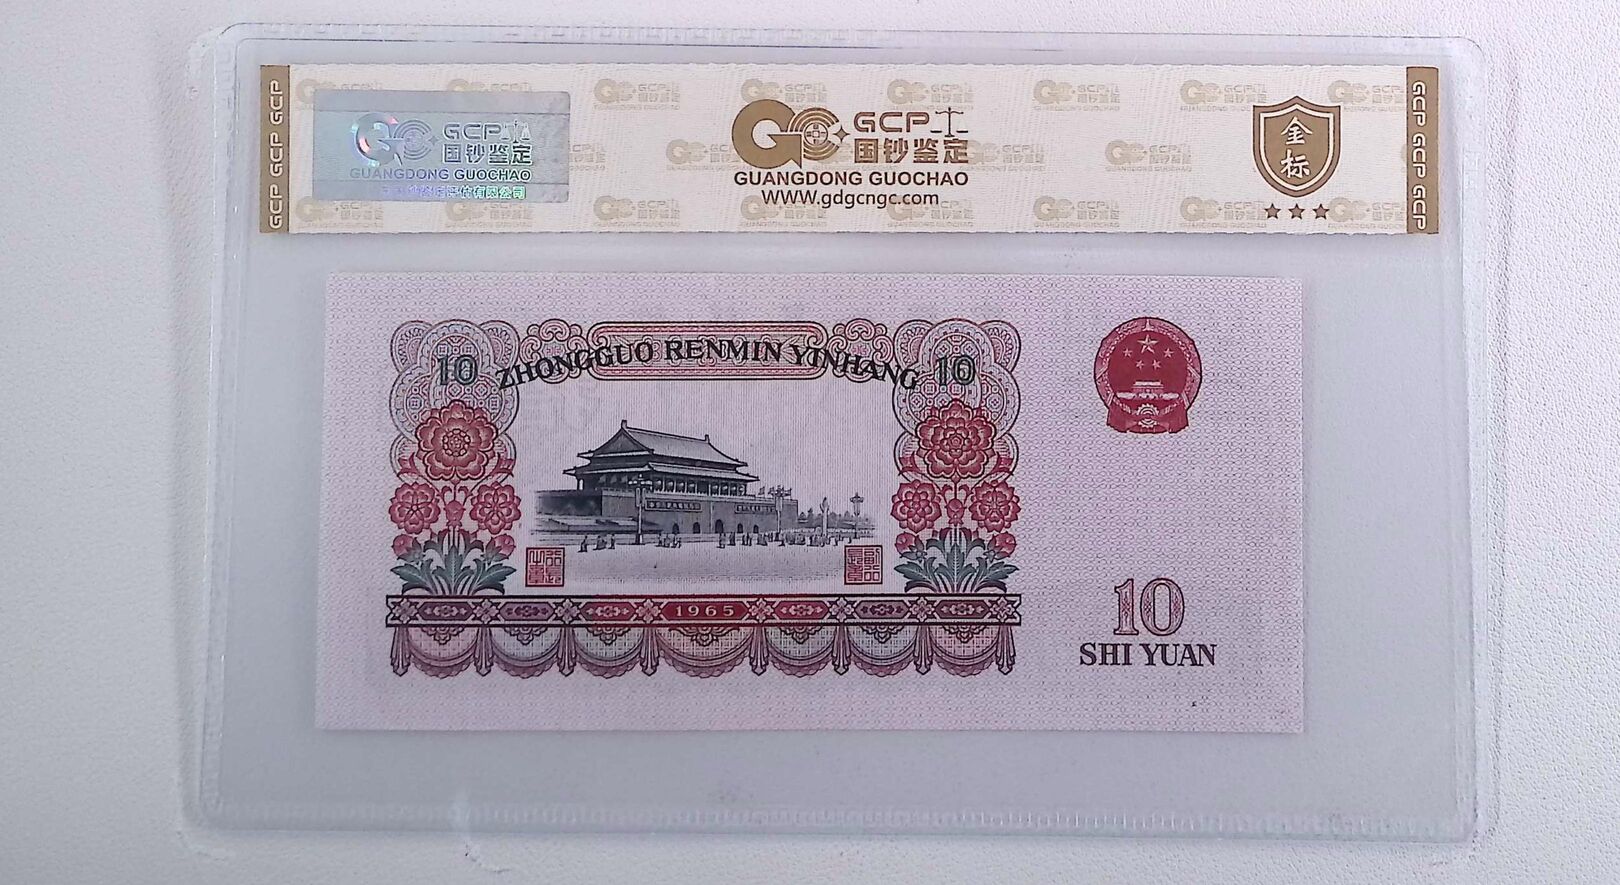 GCP GCP GCP
GCP
国钞鉴定
GUANGDONG GUOCHAO
GCP
国钞鉴定
GUANGDONG GUOCHAO
WWW.gdgcngc.com
金标
GCP GCP GCP
10 ZHONGGUO RENMIN YINHANG 10
1965
10
SHI YUAN